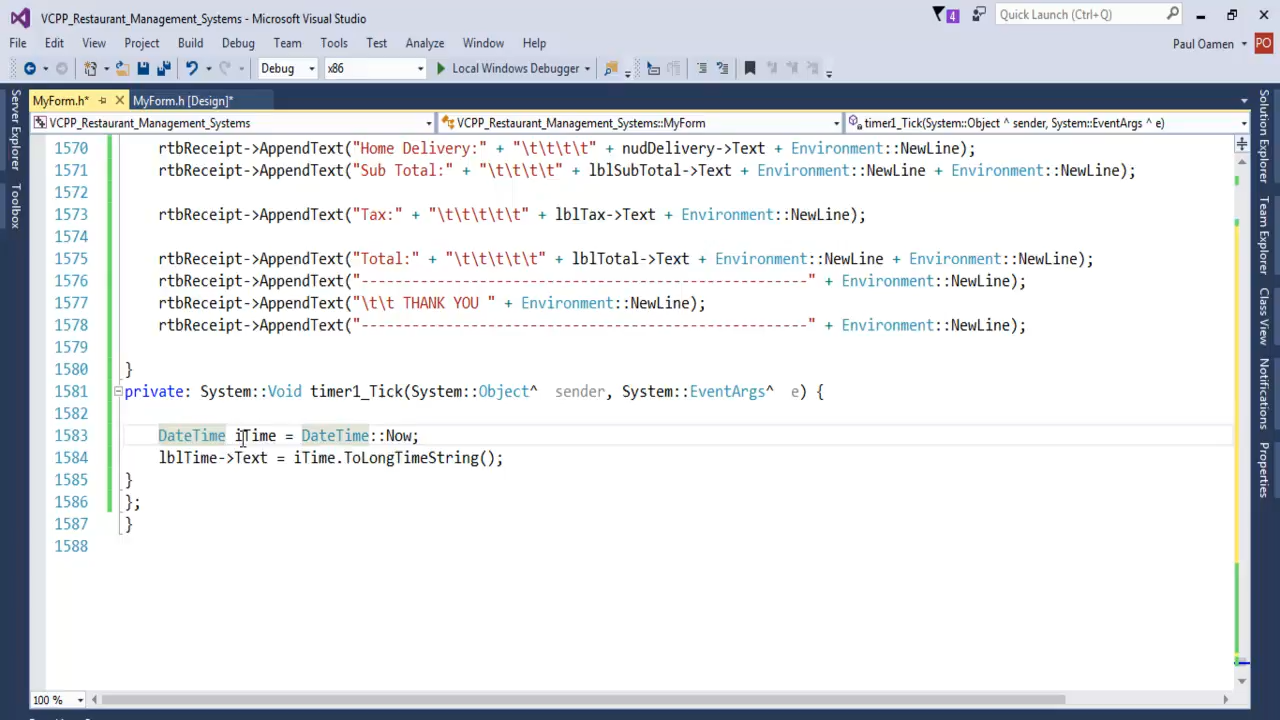 VCPP_Restaurant_Management_Systems - Microsoft Visual Studio
4
Quick Launch (Ctrl+Q)
File Edit View Project Build Debug Team Tools Test Analyze Window Help
Paul Oamen
PO
Debug
x86
Local Windows Debugger
MyForm.h*
MyForm.h [Design]*
VCPP_Restaurant_Management_Systems
VCPP_Restaurant_Management_Systems::MyForm
timer1_Tick(System::Object ^ sender, System::EventArgs ^ e)
Server Explorer
Toolbox
1570 rtbReceipt->AppendText("Home Delivery:" + "\t\t\t\t" + nudDelivery->Text + Environment::NewLine);
1571 rtbReceipt->AppendText("Sub Total:" + "\t\t\t\t" + lblSubTotal->Text + Environment::NewLine + Environment::NewLine);
1572
1573 rtbReceipt->AppendText("Tax:" + "\t\t\t\t\t" + lblTax->Text + Environment::NewLine);
1574
1575 rtbReceipt->AppendText("Total:" + "\t\t\t\t\t" + lblTotal->Text + Environment::NewLine + Environment::NewLine);
1576 rtbReceipt->AppendText("-----------------------------------------------------" + Environment::NewLine);
1577 rtbReceipt->AppendText("\t\t THANK YOU " + Environment::NewLine);
1578 rtbReceipt->AppendText("-----------------------------------------------------" + Environment::NewLine);
1579
1580 }
1581 private: System::Void timer1_Tick(System::Object^  sender, System::EventArgs^  e) {
1582
1583 DateTime iTime = DateTime::Now;
1584 lblTime->Text = iTime.ToLongTimeString();
1585 }
1586 };
1587 }
1588
Solution Explorer
Team Explorer
Class View
Notifications
Properties
100 %